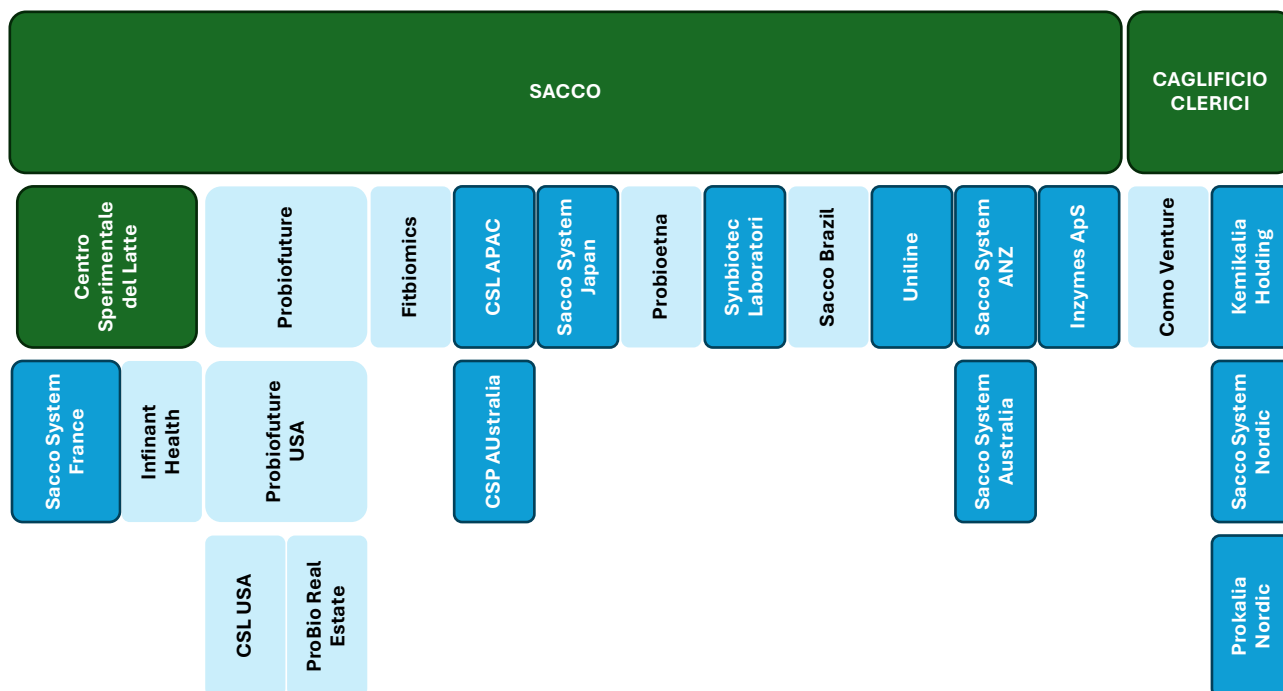 SACCO
CAGLIFICIO
CLERICI
Centro
Sperimentale
del Latte
Probiofuture
Fitbiomics
CSL APAC
Sacco System
Japan
Probioetna
Synbiotec
Laboratori
Sacco Brazil
Uniline
Sacco System
ANZ
Inzymes ApS
Como Venture
Kemikalia
Holding
Sacco System
France
Infinant
Health
Probiofuture
USA
CSP AUstralia
Sacco System
Australia
Sacco System
Nordic
CSL USA
ProBio Real
Estate
Prokalia
Nordic